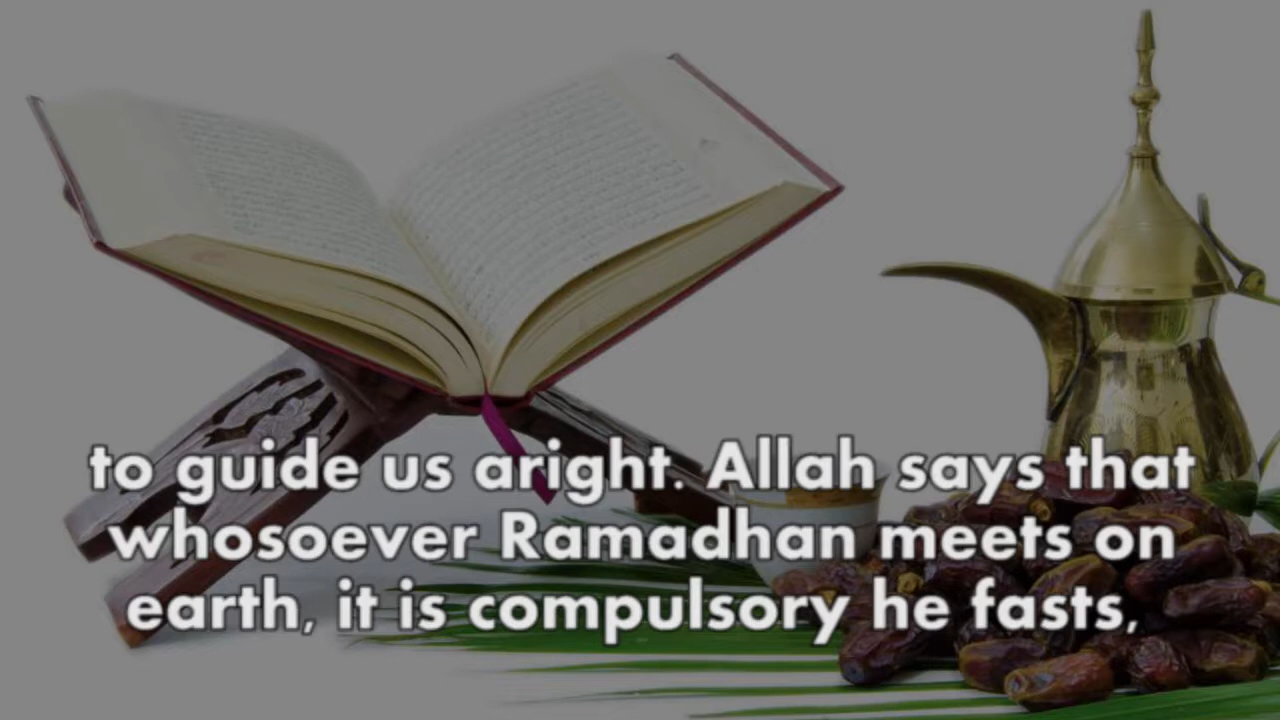 to guide us aright. Allah says that
whosoever Ramadhan meets on
earth, it is compulsory he fasts,